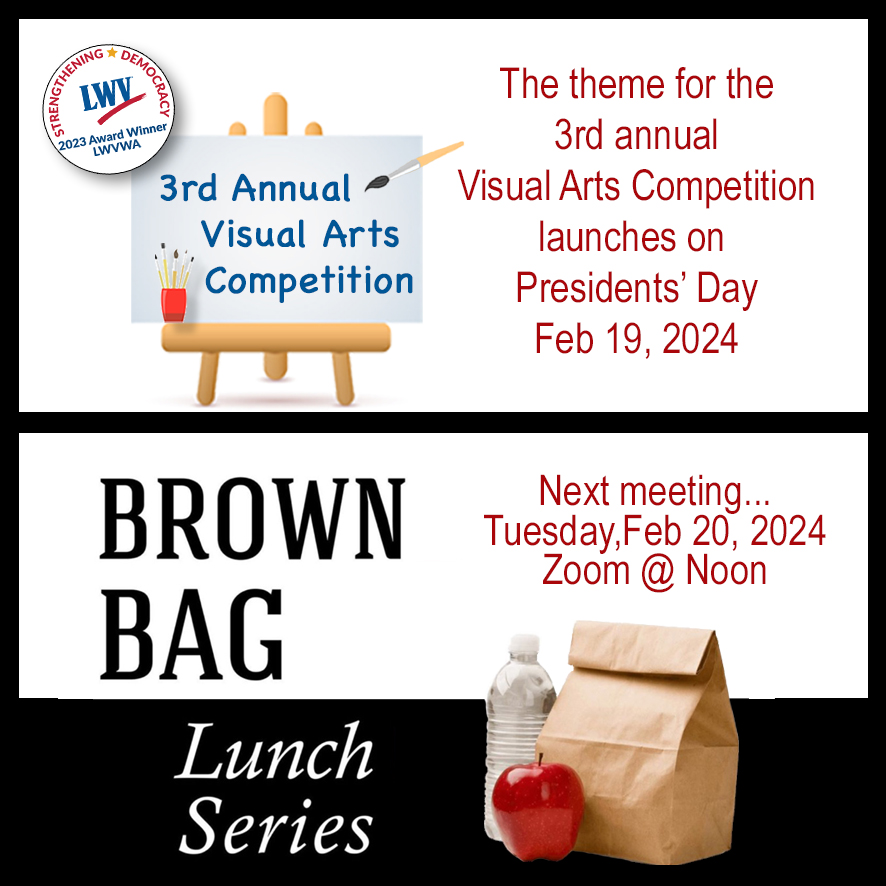 STRENGTHENING ★ DEMOCRACY
LWV
2023 Award Winner
LWVWA
3rd Annual
Visual Arts
Competition
The theme for the
3rd annual
Visual Arts Competition
launches on
Presidents’ Day
Feb 19, 2024
BROWN
BAG
Lunch
Series
Next meeting...
Tuesday,Feb 20, 2024
Zoom @ Noon